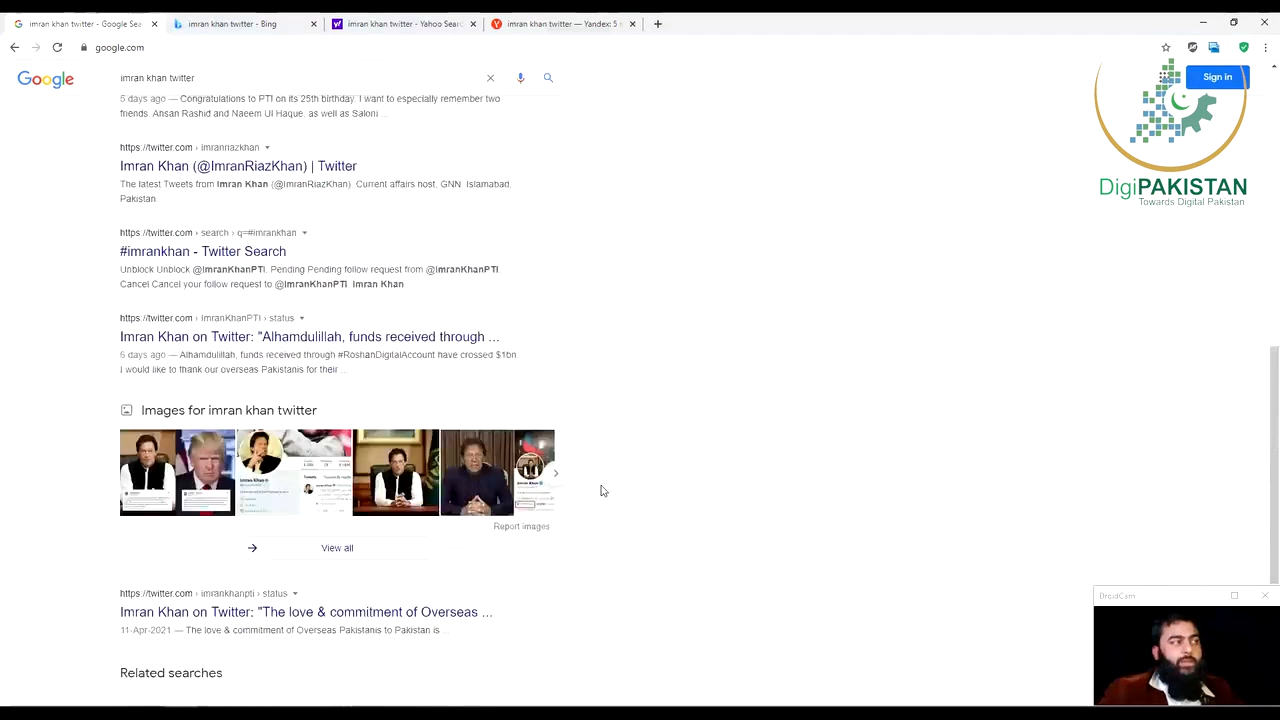 imran khan twitter - Google Sea
imran khan twitter - Bing
imran khan twitter - Yahoo Searc
imran khan twitter — Yandex: 5
google.com
Google
imran khan twitter
Sign in
5 days ago — Congratulations to PTI on its 25th birthday. I want to especially remember two
friends, Ahsan Rashid and Naeem Ul Haque, as well as Saloni ...
https://twitter.com › imranriazkhan
Imran Khan (@ImranRiazKhan) | Twitter
The latest Tweets from Imran Khan (@ImranRiazKhan). Current affairs host, GNN. Islamabad,
Pakistan
https://twitter.com › search › q=#imrankhan
#imrankhan - Twitter Search
Unblock Unblock @ImranKhanPTI. Pending Pending follow request from @ImranKhanPTI.
Cancel Cancel your follow request to @ImranKhanPTI. Imran Khan
https://twitter.com › ImranKhanPTI › status
Imran Khan on Twitter: "Alhamdulillah, funds received through ...
6 days ago — Alhamdulillah, funds received through #RoshanDigitalAccount have crossed $1bn.
I would like to thank our overseas Pakistanis for their ...
Images for imran khan twitter
Report images
View all
https://twitter.com › imrankhanpti › status
Imran Khan on Twitter: "The love & commitment of Overseas ...
11-Apr-2021 — The love & commitment of Overseas Pakistanis to Pakistan is ...
Related searches
DigiPAKISTAN
Towards Digital Pakistan
DroidCam